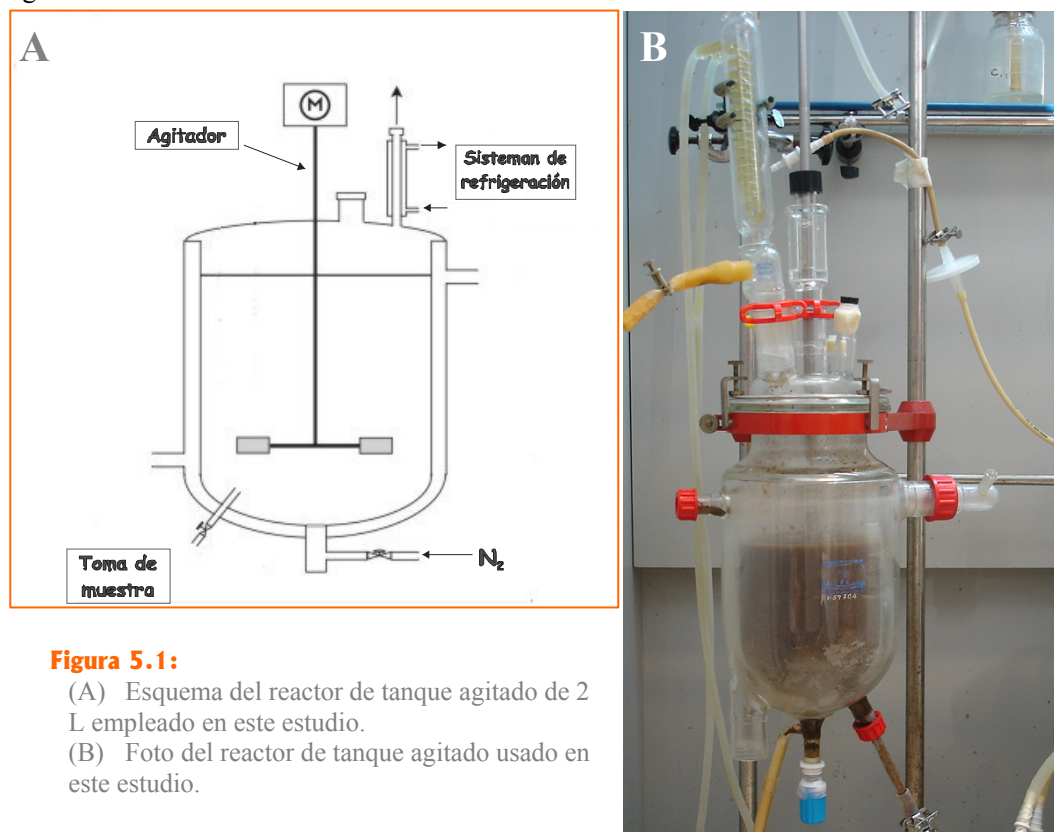 A
M
Agitador
Sisteman de
refrigeración
Toma de
muestra
N₂
Figura 5.1:
(A) Esquema del reactor de tanque agitado de 2
L empleado en este estudio.
(B) Foto del reactor de tanque agitado usado en
este estudio.
B